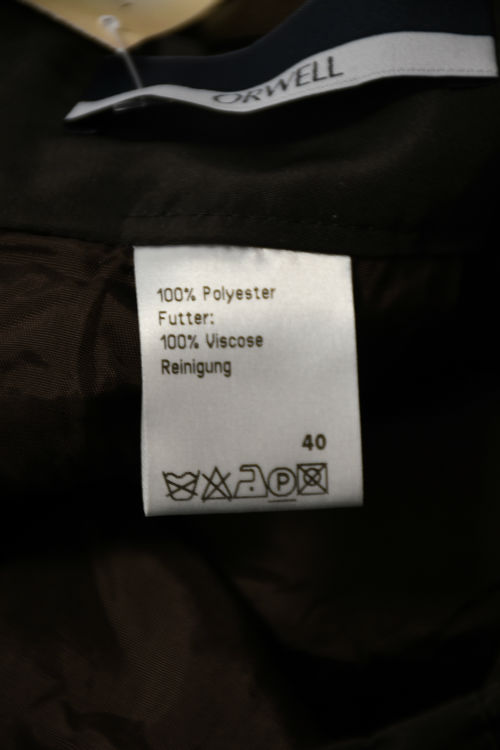 ORWELL
100% Polyester
Futter:
100% Viscose
Reinigung
40
P